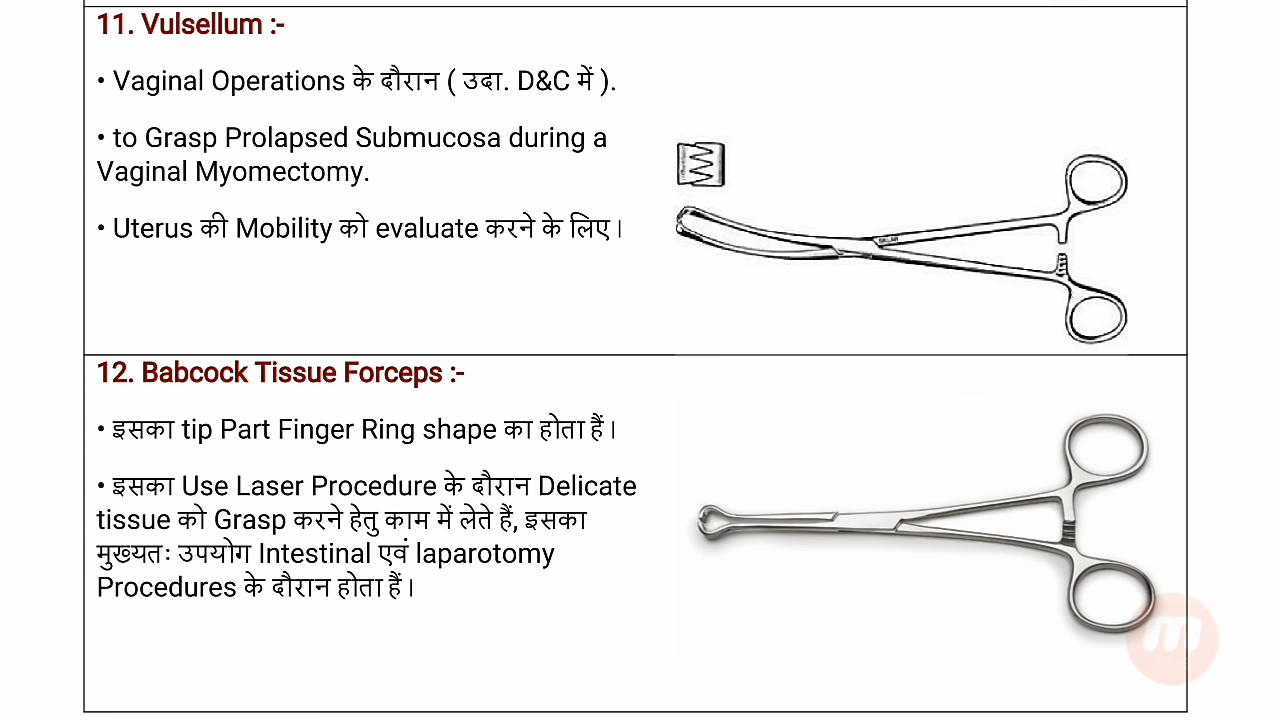 11. Vulsellum :-
• Vaginal Operations के दौरान ( उदा. D&C में ).
• to Grasp Prolapsed Submucosa during a
Vaginal Myomectomy.
• Uterus की Mobility को evaluate करने के लिए।
SKLAR
12. Babcock Tissue Forceps :-
• इसका tip Part Finger Ring shape का होता हैं।
• इसका Use Laser Procedure के दौरान Delicate
tissue को Grasp करने हेतु काम में लेते हैं, इसका
मुख्यतः उपयोग Intestinal एवं laparotomy
Procedures के दौरान होता हैं।